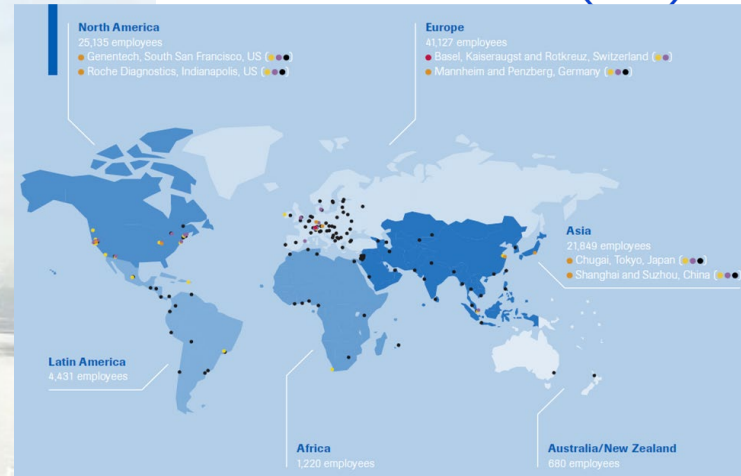 North America
25,135 employees
Genentech, South San Francisco, US
Roche Diagnostics, Indianapolis, US
Europe
41,127 employees
Basel, Kaiseraugst and Rotkreuz, Switzerland
Mannheim and Penzberg, Germany
Asia
21,849 employees
Chugai, Tokyo, Japan
Shanghai and Suzhou, China
Latin America
4,431 employees
Africa
1,220 employees
Australia/New Zealand
680 employees